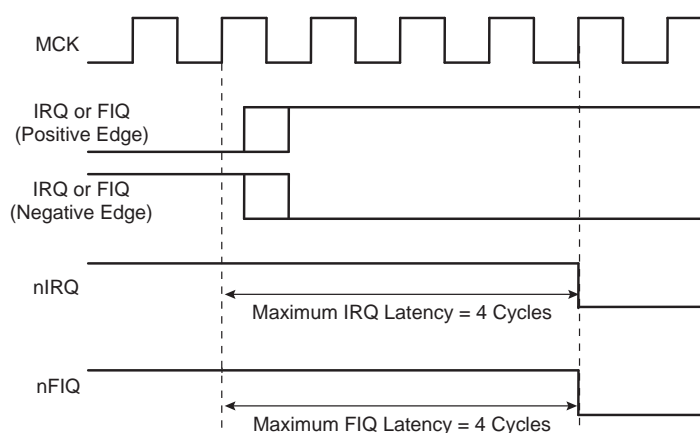 MCK
IRQ or FIQ
(Positive Edge)
IRQ or FIQ
(Negative Edge)
nIRQ
Maximum IRQ Latency = 4 Cycles
nFIQ
Maximum FIQ Latency = 4 Cycles